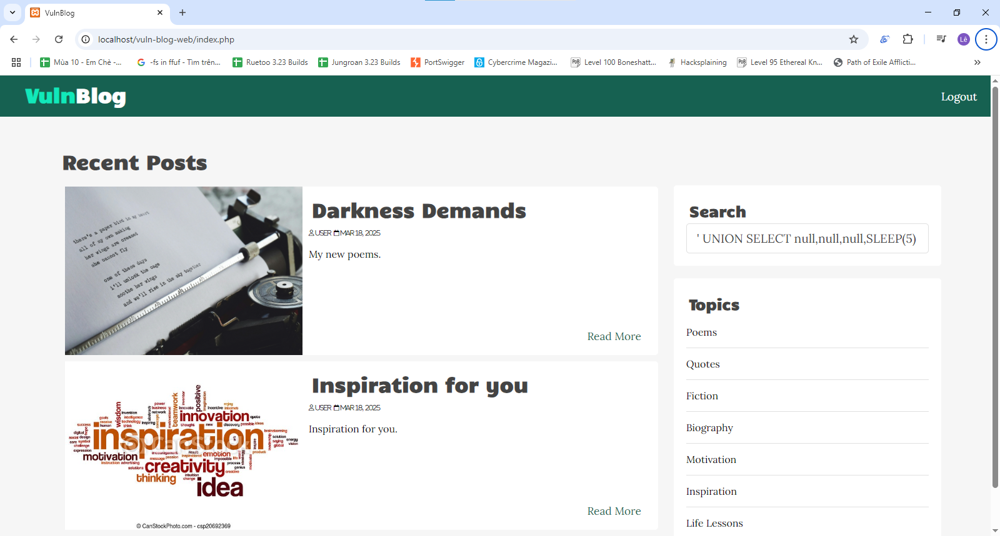 VulnBlog
localhost/vuln-blog-web/index.php
Lê
Mùa 10 - Em Chè -...
-fs in ffuf - Tìm trên...
Ruetoo 3.23 Builds
Jungroan 3.23 Builds
PortSwigger
Cybercrime Magazi...
Level 100 Boneshatt...
Hacksplaining
Level 95 Ethereal Kn...
Path of Exile Afflicti...
VulnBlog
Logout
Recent Posts
there's a paper bird in my heart
all of my own making
her wings are creased
she cannot fly
one of these days
i'll unlock the cage
soothe her wings
and we'll rise in the sky together
Darkness Demands
USER MAR 18, 2025
My new poems.
Read More
Search
' UNION SELECT null,null,null,SLEEP(5)
Topics
Poems
Quotes
Fiction
Biography
Motivation
Inspiration
Life Lessons
Inspiration for you
USER MAR 18, 2025
Inspiration for you.
Read More
wisdom
teamwork
positive
innovation
inspiration
motivation
emotion
creativity
thinking
idea
© CanStockPhoto.com - csp20692369